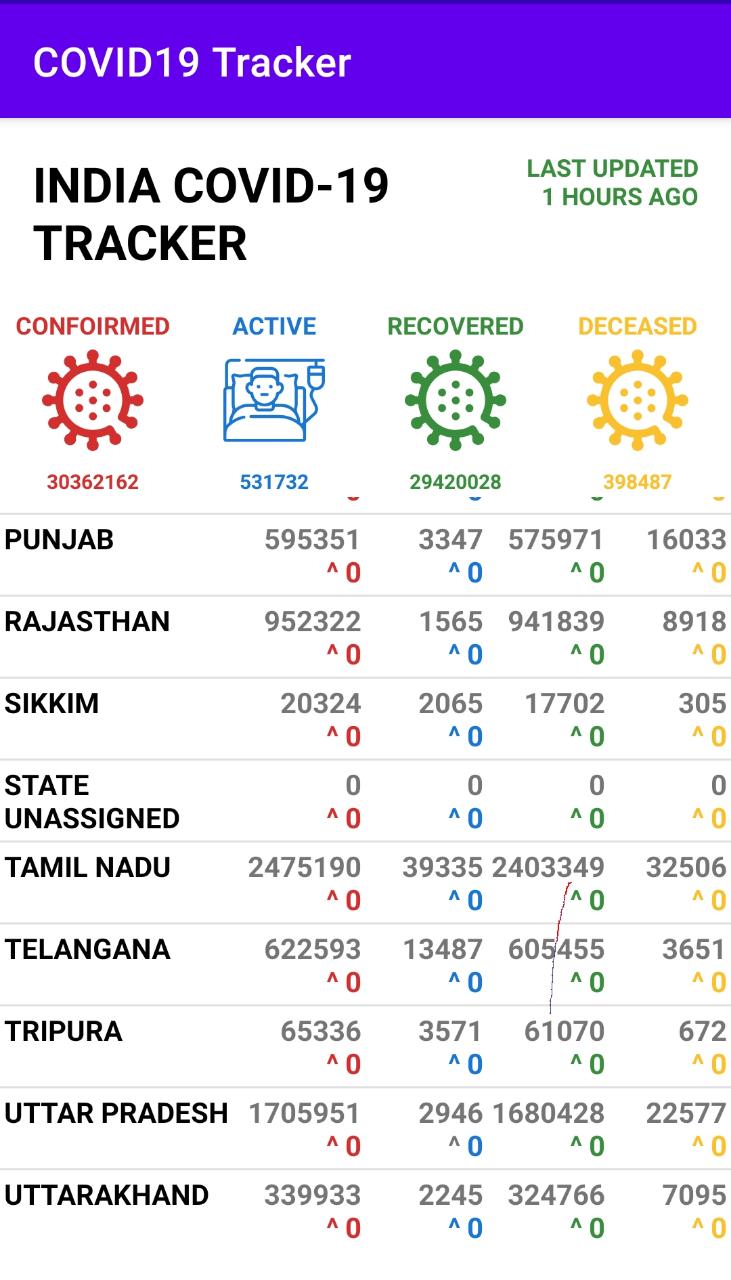 COVID19 Tracker
INDIA COVID-19
TRACKER
LAST UPDATED
1 HOURS AGO
CONFOIRMED ACTIVE RECOVERED DECEASED
30362162 531732 29420028 398487
PUNJAB 595351 3347 575971 16033
^ 0 ^ 0 ^ 0 ^ 0
RAJASTHAN 952322 1565 941839 8918
^ 0 ^ 0 ^ 0 ^ 0
SIKKIM 20324 2065 17702 305
^ 0 ^ 0 ^ 0 ^ 0
STATE 0 0 0 0
UNASSIGNED ^ 0 ^ 0 ^ 0 ^ 0
TAMIL NADU 2475190 39335 2403349 32506
^ 0 ^ 0 ^ 0 ^ 0
TELANGANA 622593 13487 605455 3651
^ 0 ^ 0 ^ 0 ^ 0
TRIPURA 65336 3571 61070 672
^ 0 ^ 0 ^ 0 ^ 0
UTTAR PRADESH 1705951 2946 1680428 22577
^ 0 ^ 0 ^ 0 ^ 0
UTTARAKHAND 339933 2245 324766 7095
^ 0 ^ 0 ^ 0 ^ 0